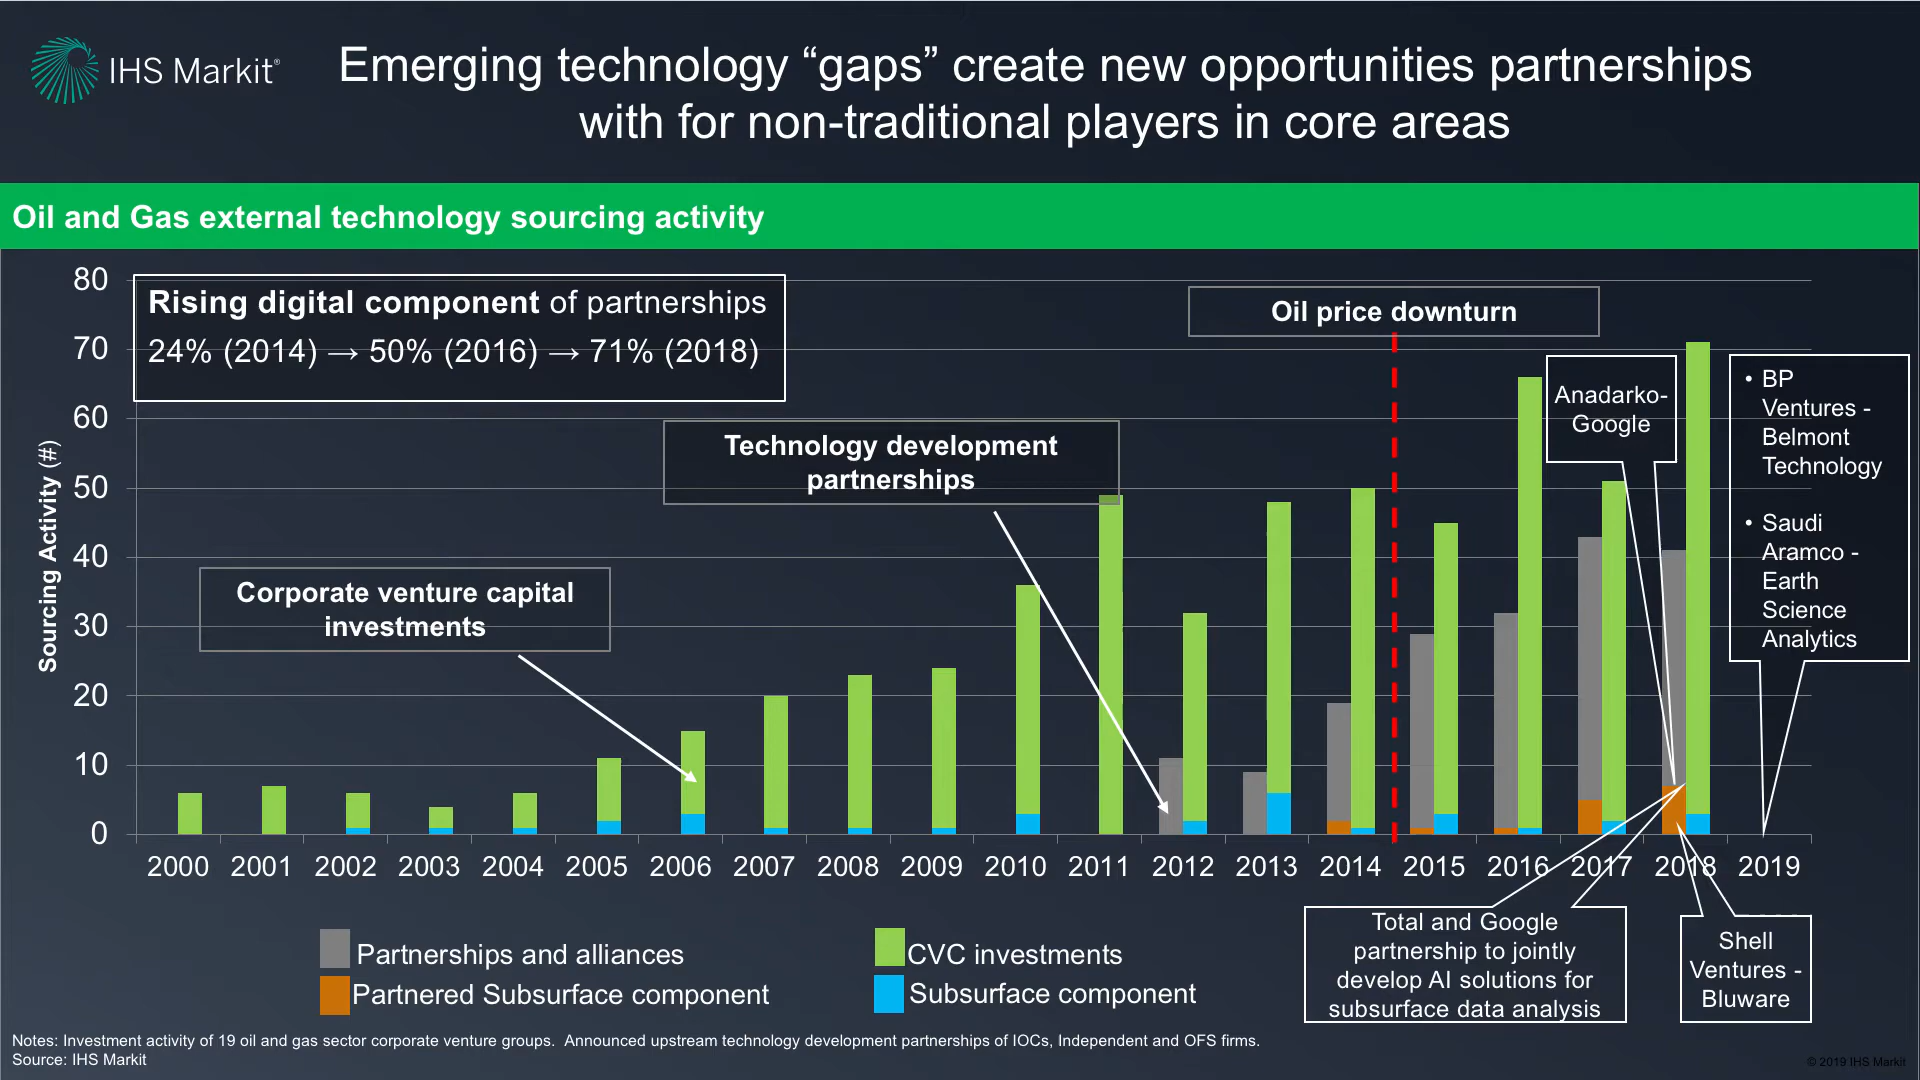 IHS Markit®
Emerging technology “gaps” create new opportunities partnerships
with for non-traditional players in core areas
Oil and Gas external technology sourcing activity
Rising digital component of partnerships
24% (2014) → 50% (2016) → 71% (2018)
Oil price downturn
Technology development
partnerships
Corporate venture capital
investments
Anadarko-
Google
• BP
Ventures -
Belmont
Technology
• Saudi
Aramco -
Earth
Science
Analytics
Sourcing Activity (#)
80
70
60
50
40
30
20
10
0
2000 2001 2002 2003 2004 2005 2006 2007 2008 2009 2010 2011 2012 2013 2014 2015 2016 2017 2018 2019
Partnerships and alliances
CVC investments
Partnered Subsurface component
Subsurface component
Total and Google
partnership to jointly
develop AI solutions for
subsurface data analysis
Shell
Ventures -
Bluware
Notes: Investment activity of 19 oil and gas sector corporate venture groups.  Announced upstream technology development partnerships of IOCs, Independent and OFS firms.
Source: IHS Markit
© 2019 IHS Markit